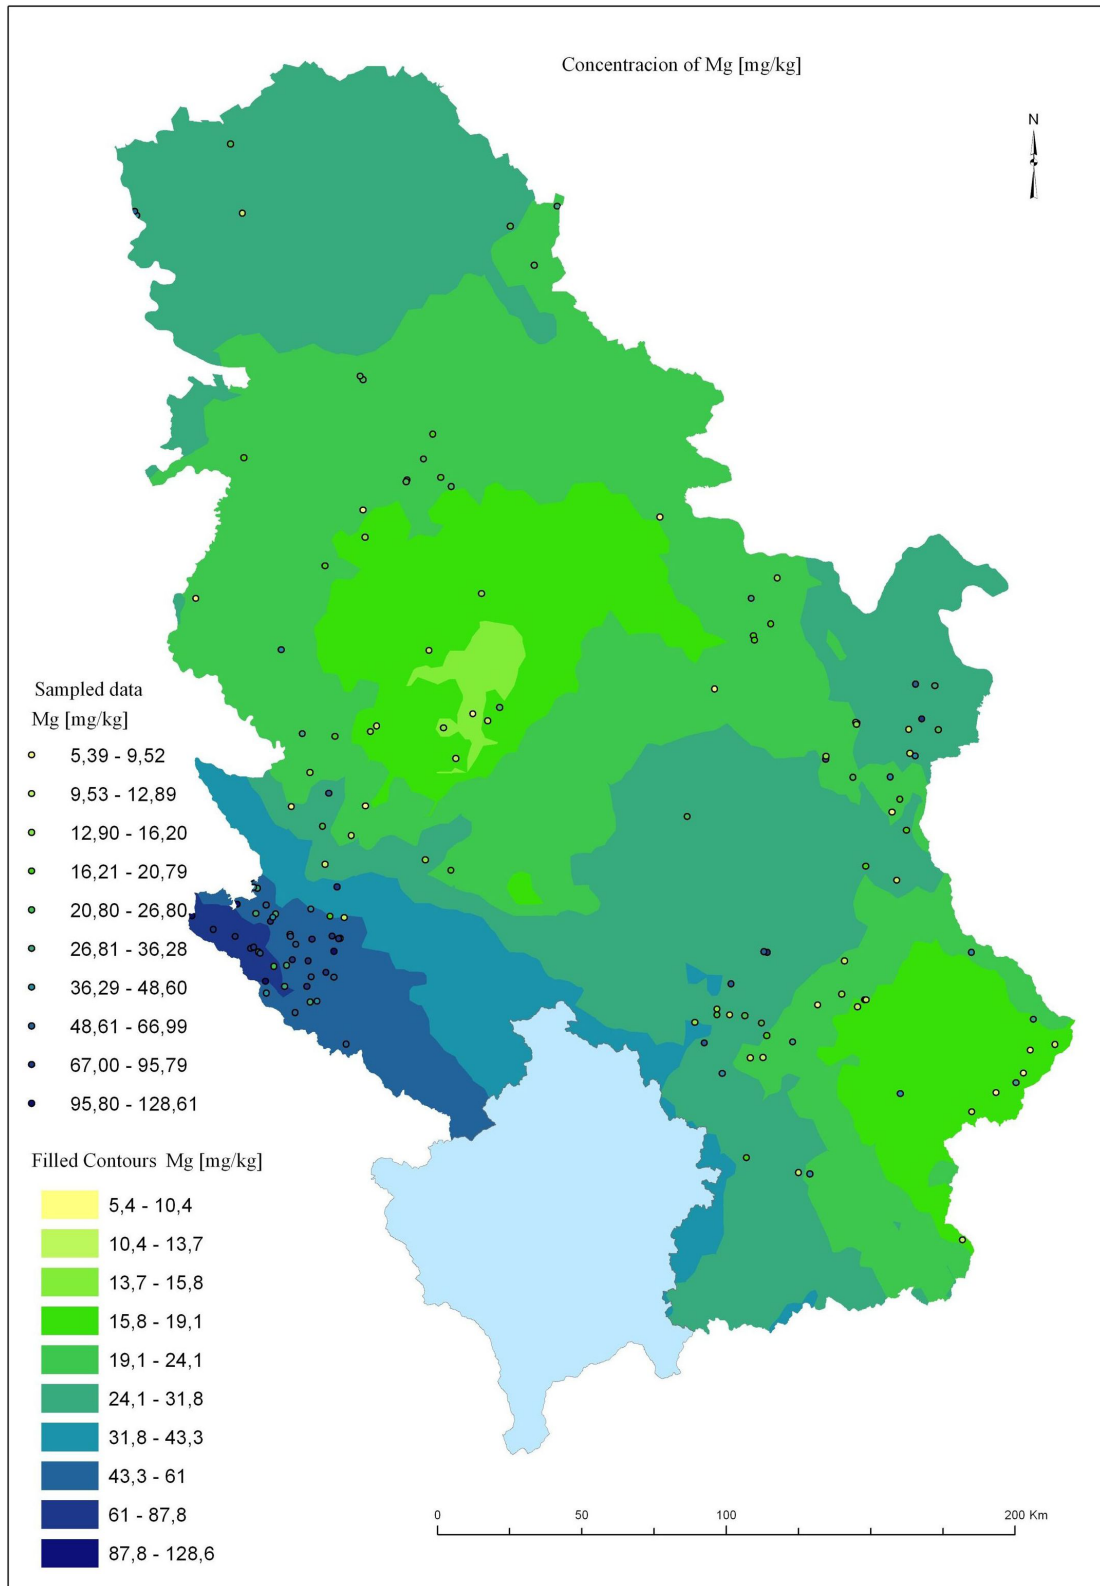 Concentracion of Mg [mg/kg]
N
Sampled data
Mg [mg/kg]
5,39 - 9,52
9,53 - 12,89
12,90 - 16,20
16,21 - 20,79
20,80 - 26,80
26,81 - 36,28
36,29 - 48,60
48,61 - 66,99
67,00 - 95,79
95,80 - 128,61
Filled Contours Mg [mg/kg]
5,4 - 10,4
10,4 - 13,7
13,7 - 15,8
15,8 - 19,1
19,1 - 24,1
24,1 - 31,8
31,8 - 43,3
43,3 - 61
61 - 87,8
87,8 - 128,6
0 50 100 200 Km